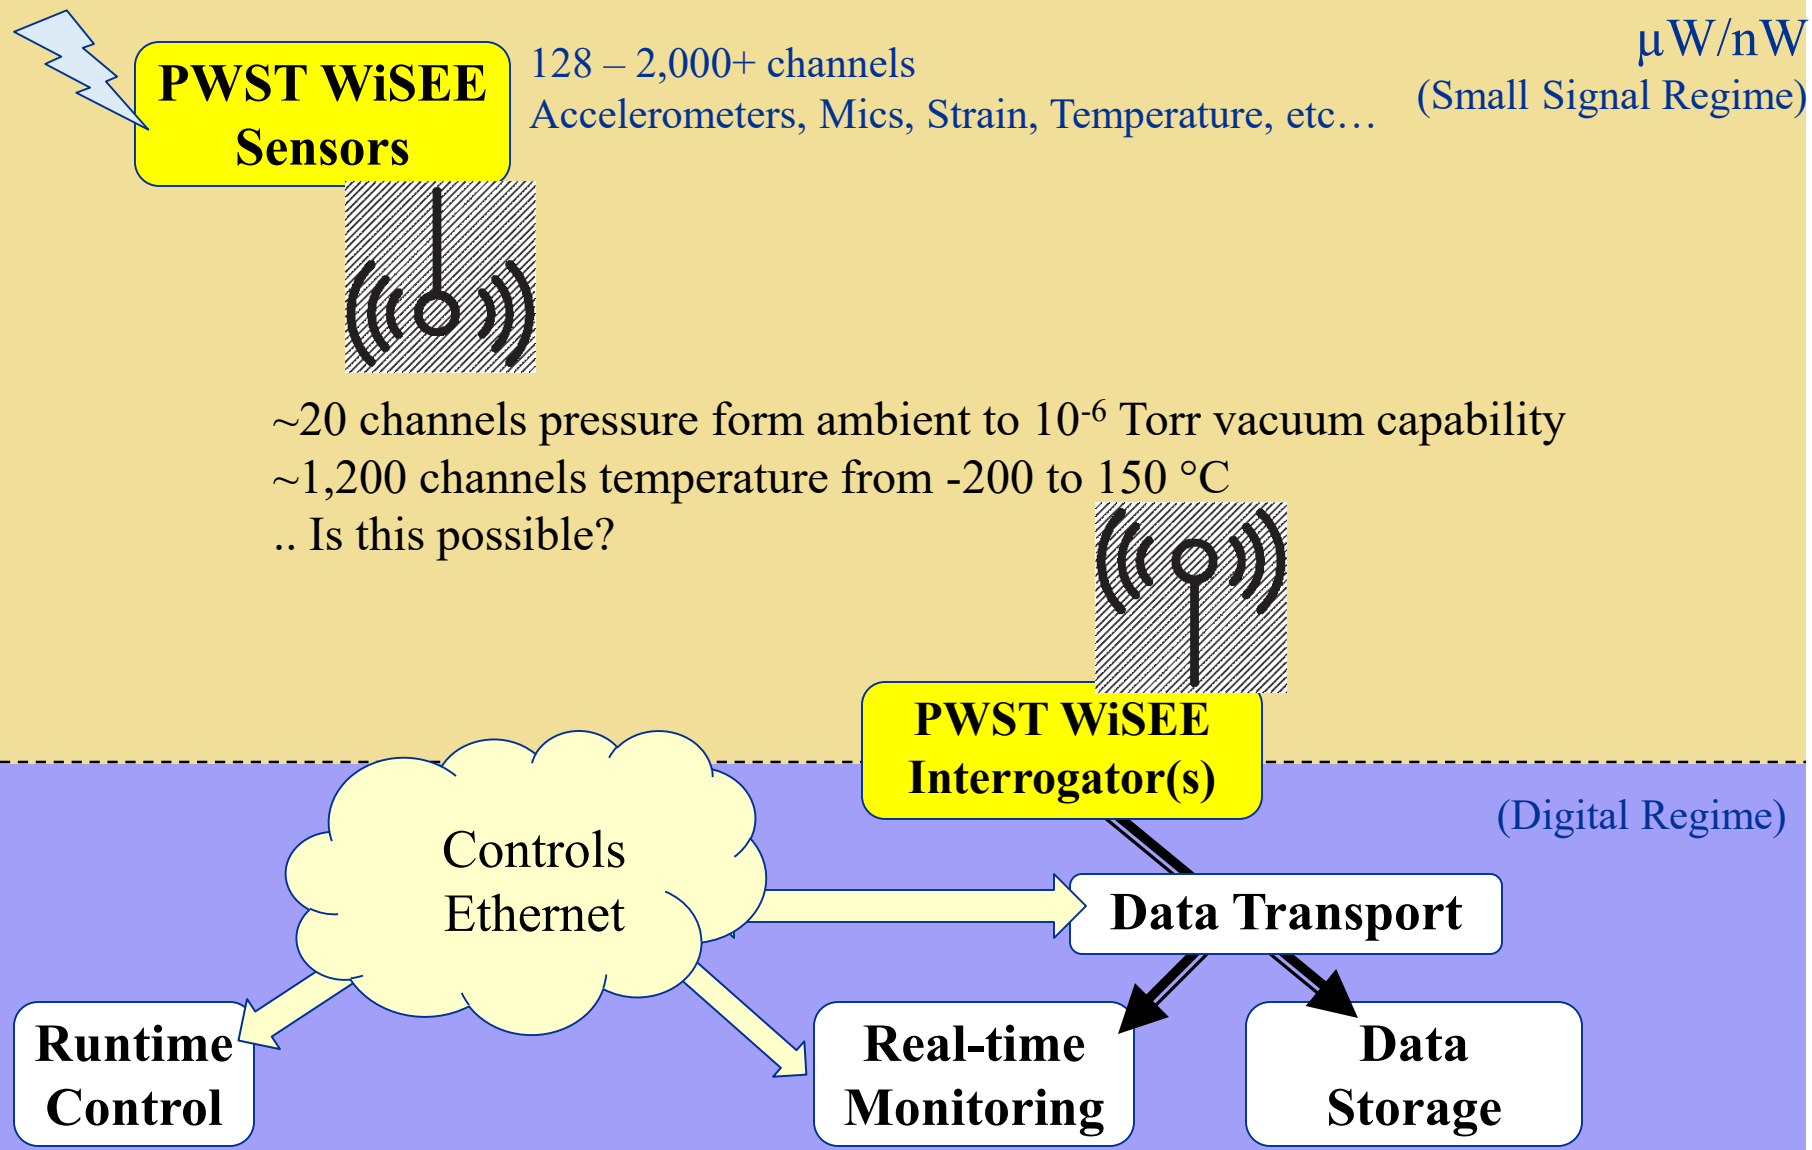 PWST WiSEE
Sensors
128 – 2,000+ channels
Accelerometers, Mics, Strain, Temperature, etc…
µW/nW
(Small Signal Regime)
~20 channels pressure form ambient to 10⁻⁶ Torr vacuum capability
~1,200 channels temperature from -200 to 150 °C
.. Is this possible?
PWST WiSEE
Interrogator(s)
(Digital Regime)
Controls
Ethernet
Data Transport
Runtime
Control
Real-time
Monitoring
Data
Storage